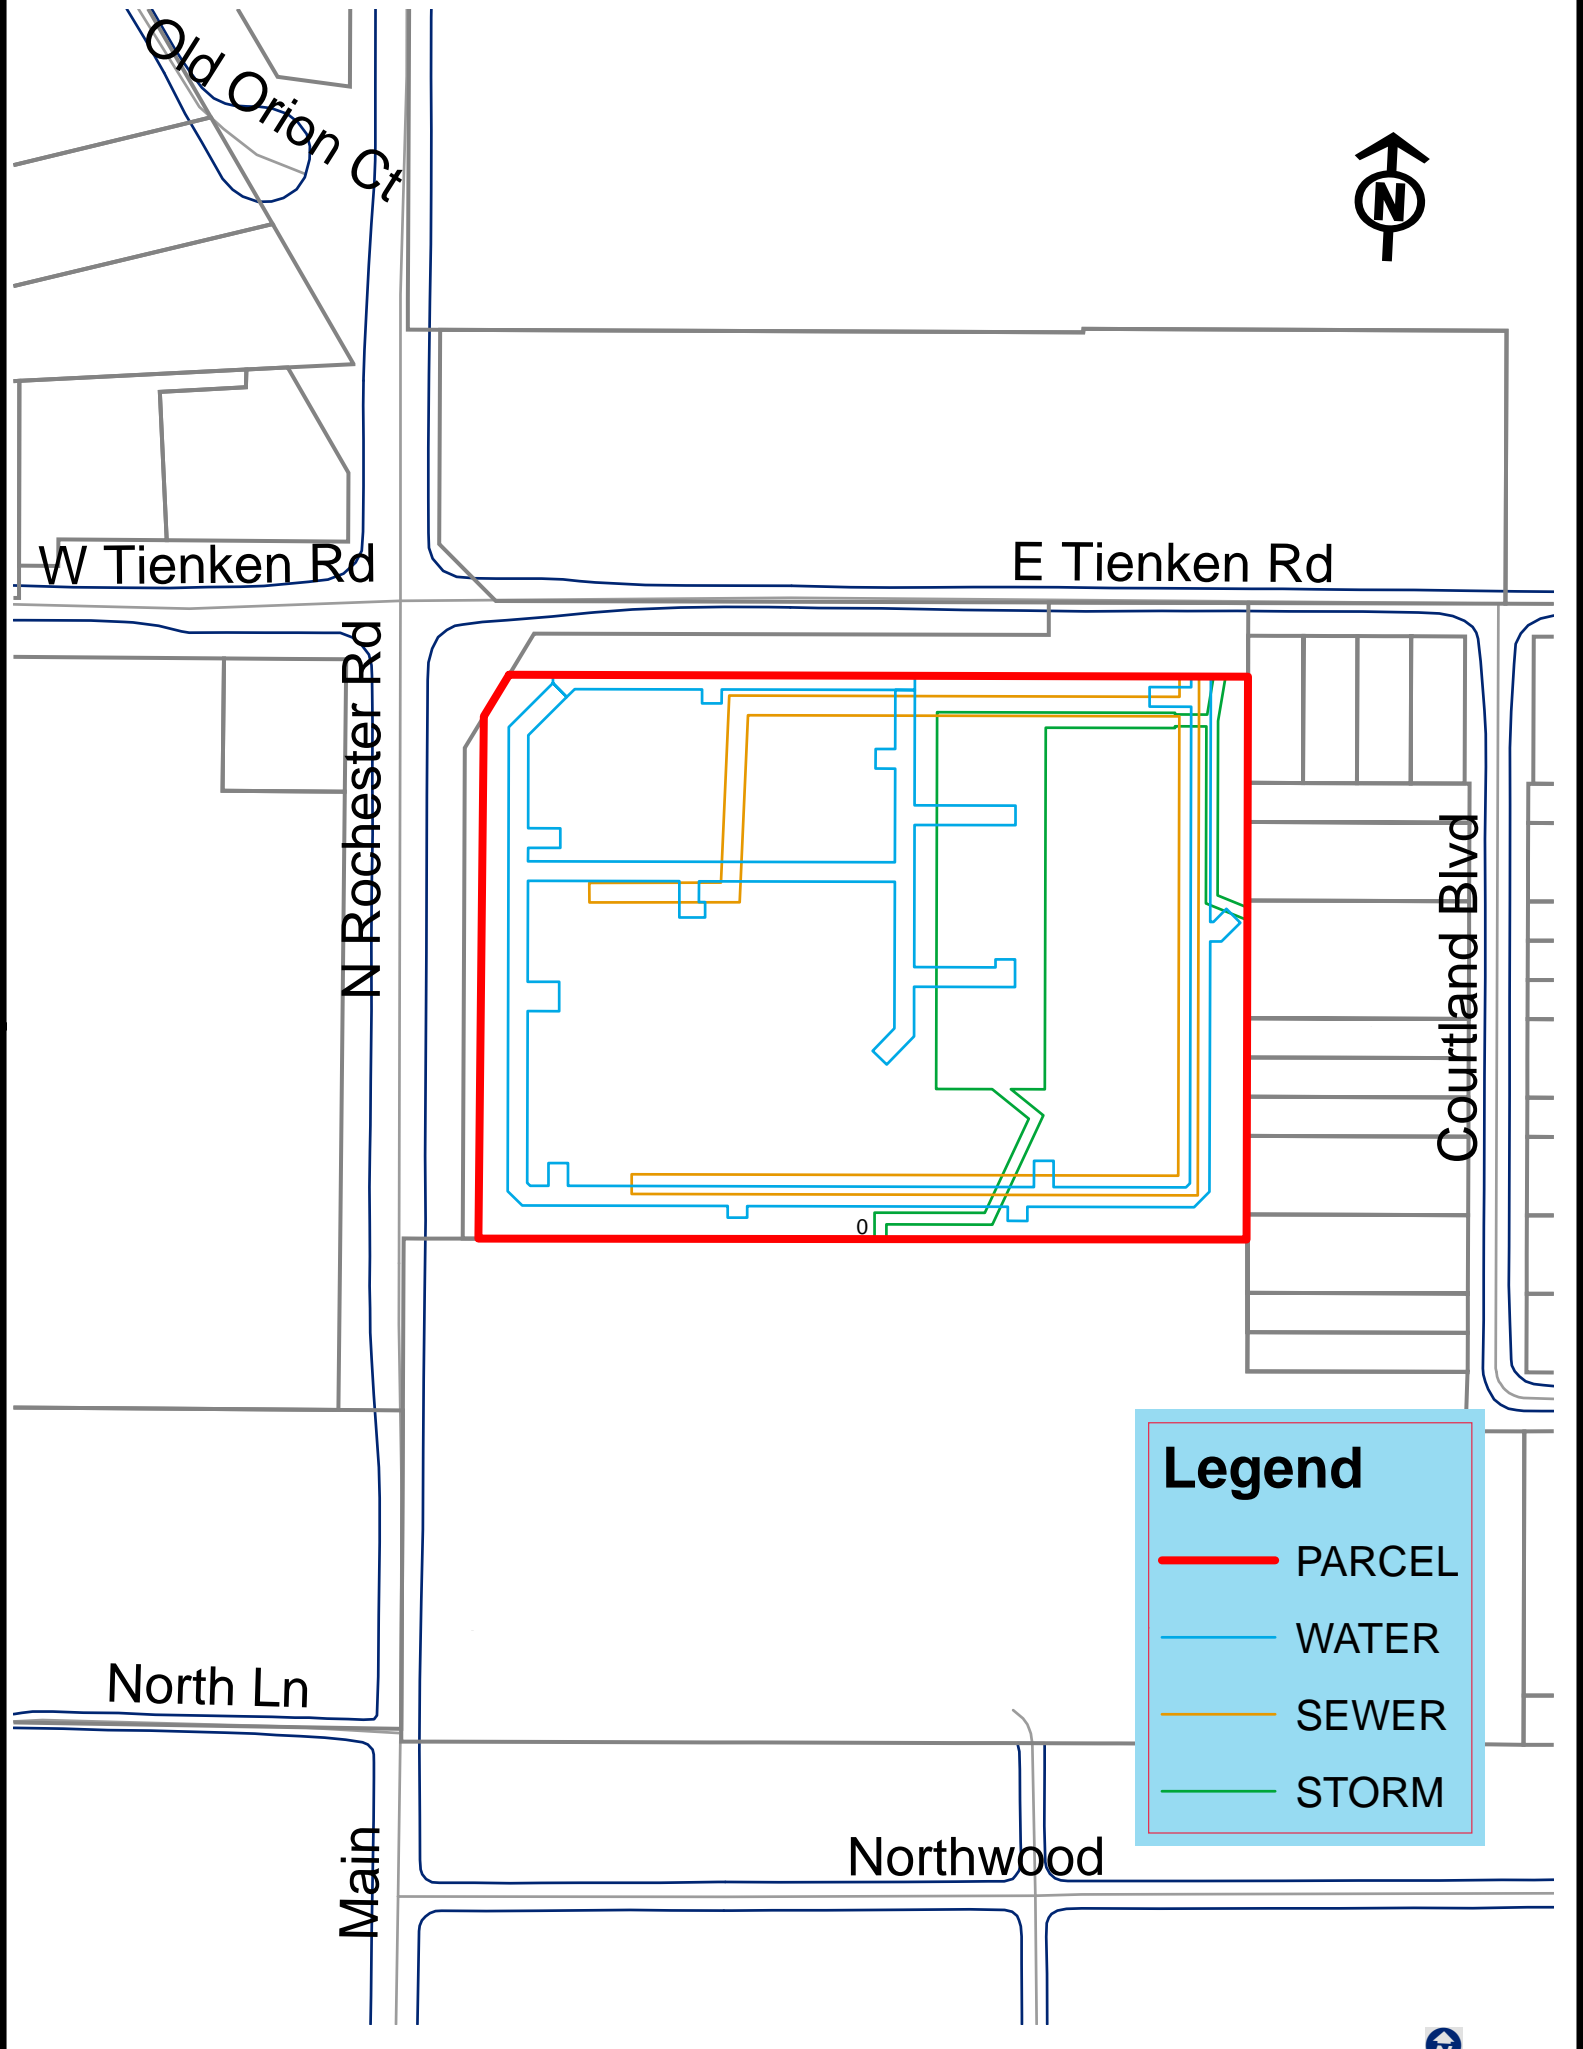 Old Orion Ct
N
W Tienken Rd
E Tienken Rd
N Rochester Rd
Courtland Blvd
0
Legend
PARCEL
WATER
SEWER
STORM
North Ln
Northwood
Main